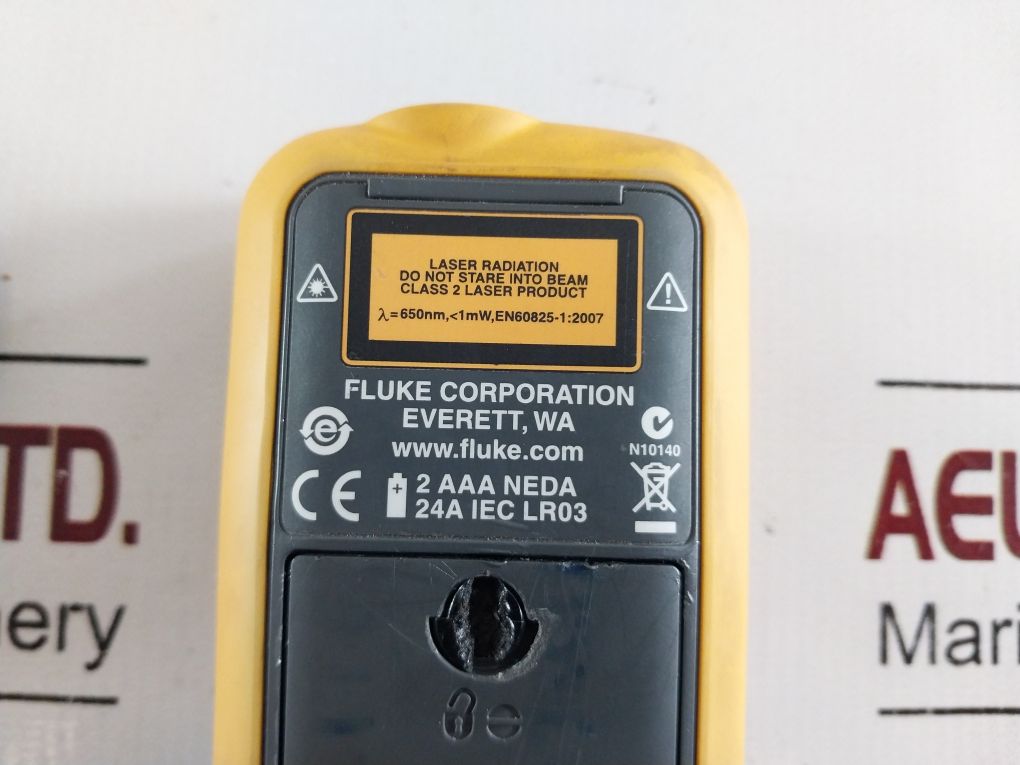 LASER RADIATION
DO NOT STARE INTO BEAM
CLASS 2 LASER PRODUCT
λ=650nm,<1mW,EN60825-1:2007
FLUKE CORPORATION
EVERETT, WA
www.fluke.com
e
N10140
CE
2 AAA NEDA
24A IEC LR03
TD.
ery
AEU
Mari